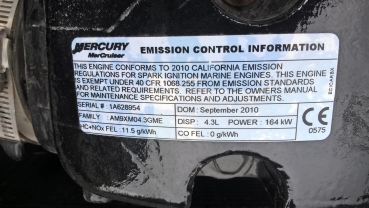 MERCURY
MerCruiser
EMISSION CONTROL INFORMATION
THIS ENGINE CONFORMS TO 2010 CALIFORNIA EMISSION
REGULATIONS FOR SPARK IGNITION MARINE ENGINES. THIS ENGINE
IS EXEMPT UNDER 40 CFR 1068.255 FROM EMISSION STANDARDS
AND RELATED REQUIREMENTS. REFER TO THE OWNERS MANUAL
FOR MAINTENANCE SPECIFICATIONS AND ADJUSTMENTS.
SERIAL # : 1A628954
DOM : September 2010
FAMILY : AM9XM04.3GME
DISP : 4.3L POWER : 164 kW
HC+NOx FEL : 11.5 g/kWh
CO FEL : 0 g/kWh
CE
0575